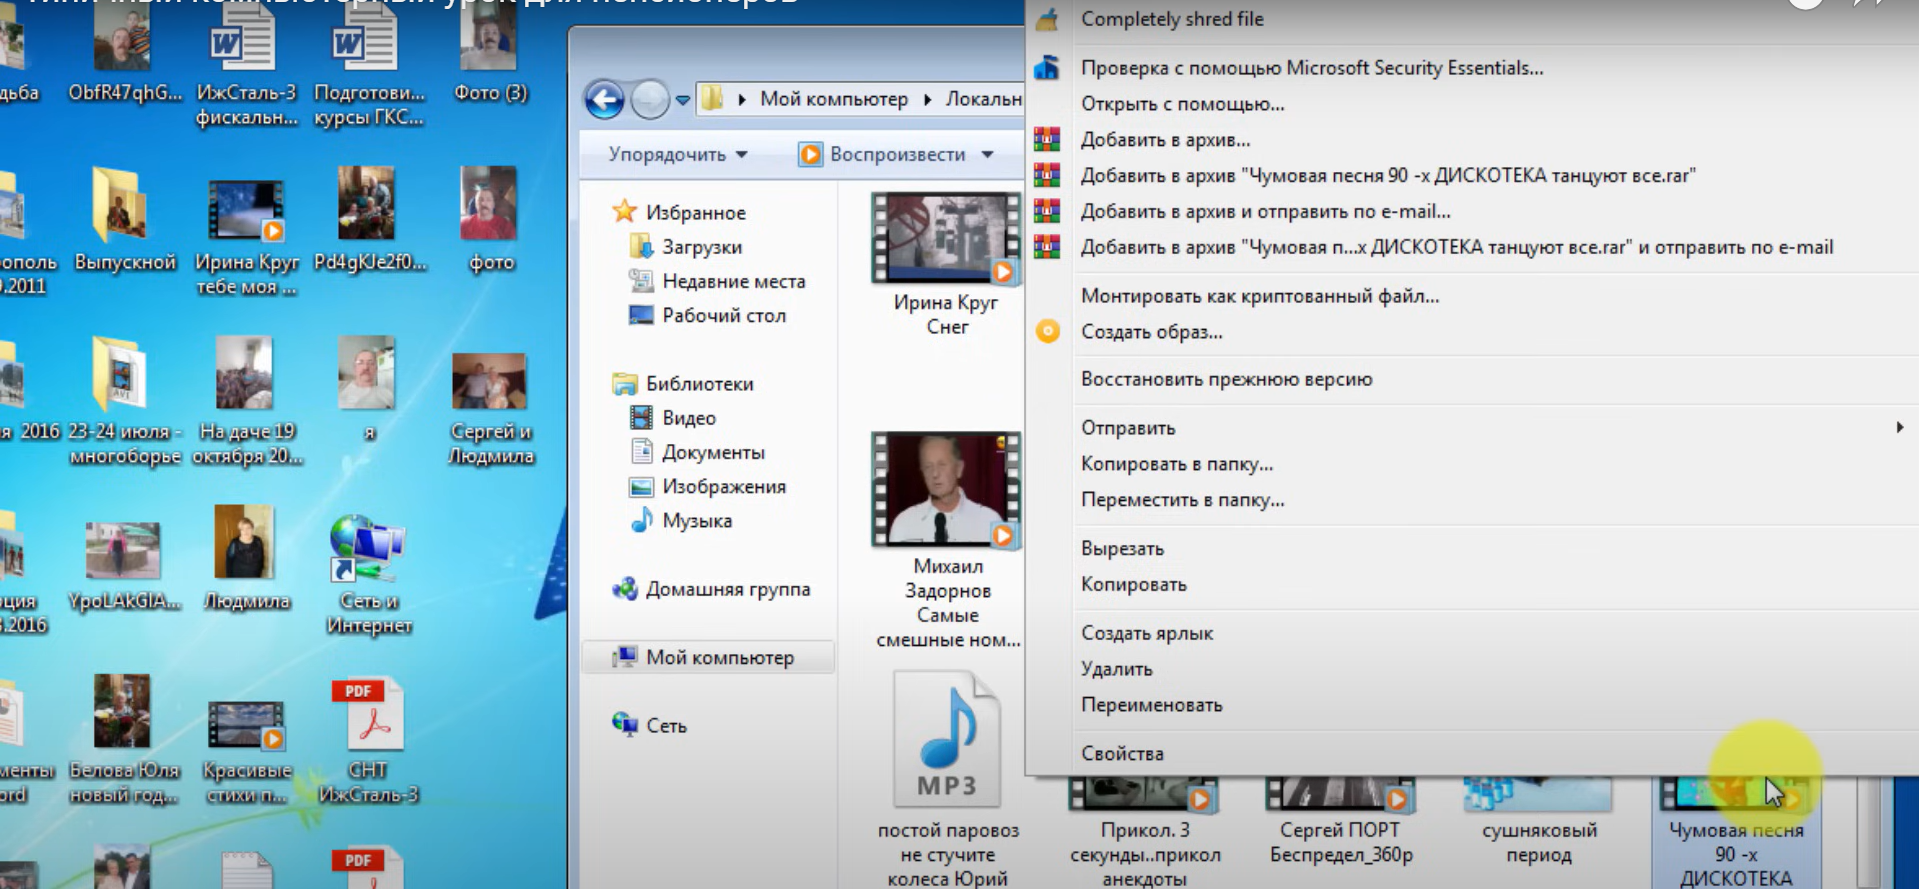 типичный компьютерный урок для пенсионеров
дьба
ObfR47qhG...
ИжСталь-3
фискальн...
Подготови...
курсы ГКС...
Фото (3)
ополь
.2011
Выпускной
Ирина Круг
тебе моя ...
Pd4gKJe2f0...
фото
я 2016
23-24 июля -
многоборье
На даче 19
октября 20...
я
Сергей и
Людмила
ция
.2016
YpoLAkGIA...
Людмила
Сеть и
Интернет
менты
ord
Белова Юля
новый год...
Красивые
стихи п...
PDF
СНТ
ИжСталь-3
PDF
Мой компьютер
Локальн
Упорядочить
Воспроизвести
Избранное
Загрузки
Недавние места
Рабочий стол
Библиотеки
Видео
Документы
Изображения
Музыка
Домашняя группа
Мой компьютер
Сеть
Ирина Круг
Снег
Михаил
Задорнов
Самые
смешные ном...
MP3
постой паровоз
не стучите
колеса Юрий
Прикол. 3
секунды..прикол
анекдоты
Сергей ПОРТ
Беспредел_360p
сушняковый
период
Чумовая песня
90 -х
ДИСКОТЕКА
Completely shred file
Проверка с помощью Microsoft Security Essentials...
Открыть с помощью...
Добавить в архив...
Добавить в архив "Чумовая песня 90 -х ДИСКОТЕКА танцуют все.rar"
Добавить в архив и отправить по e-mail...
Добавить в архив "Чумовая п...х ДИСКОТЕКА танцуют все.rar" и отправить по e-mail
Монтировать как криптованный файл...
Создать образ...
Восстановить прежнюю версию
Отправить
Копировать в папку...
Переместить в папку...
Вырезать
Копировать
Создать ярлык
Удалить
Переименовать
Свойства